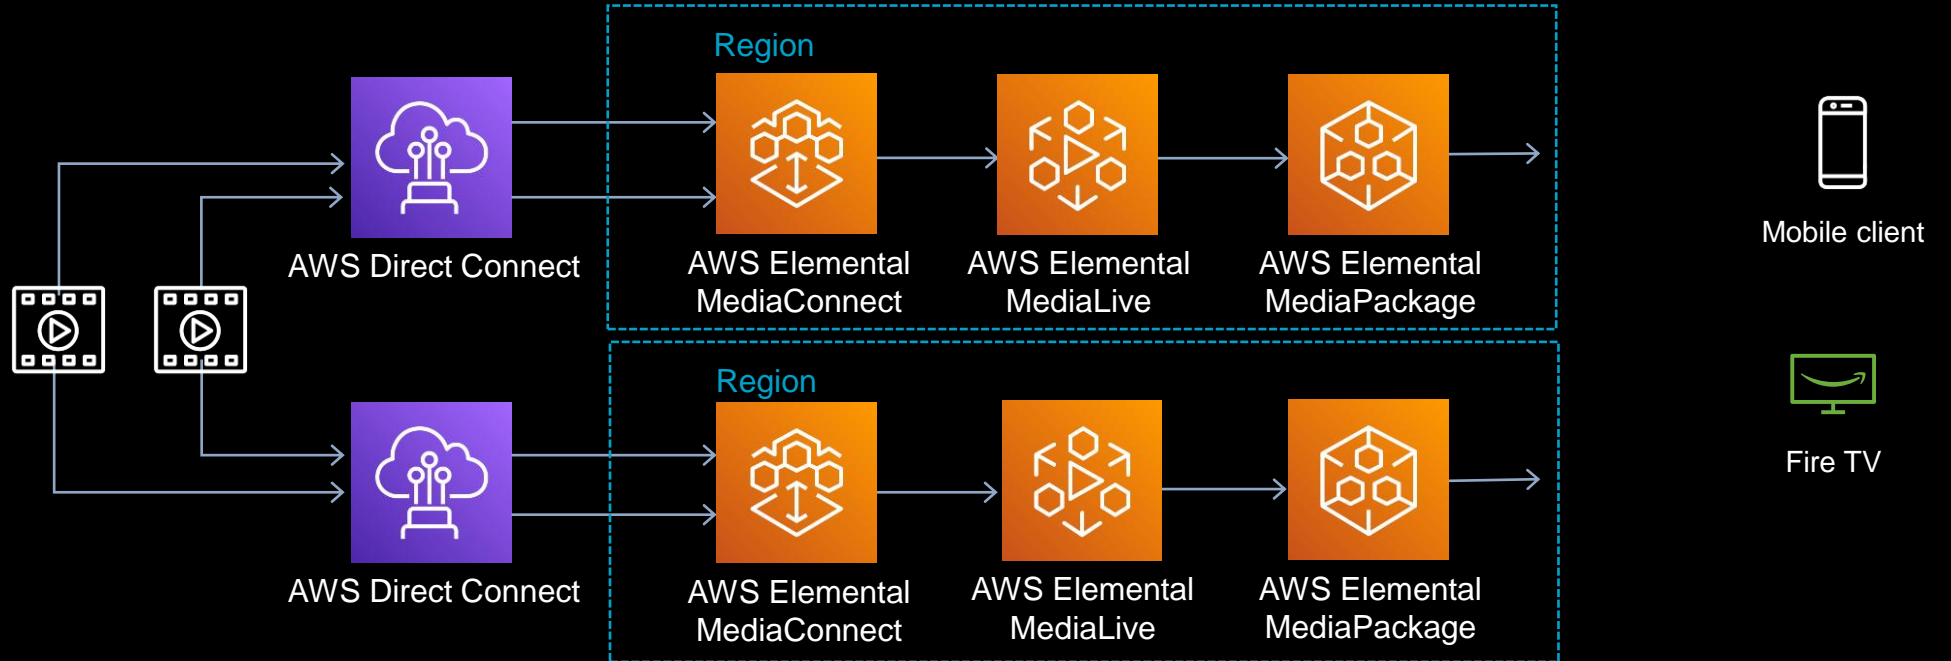 Region
AWS Direct Connect
AWS Elemental
MediaConnect
AWS Elemental
MediaLive
AWS Elemental
MediaPackage
Mobile client
Region
AWS Direct Connect
AWS Elemental
MediaConnect
AWS Elemental
MediaLive
AWS Elemental
MediaPackage
Fire TV